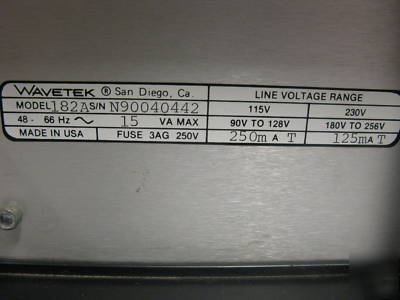 WAVETEK ® San Diego, Ca. LINE VOLTAGE RANGE
MODEL 182A S/N N90040442 115V 230V
48 - 66 Hz ~ 15 VA MAX 90V TO 128V 180V TO 256V
MADE IN USA FUSE 3AG 250V 250m A T 125mA T